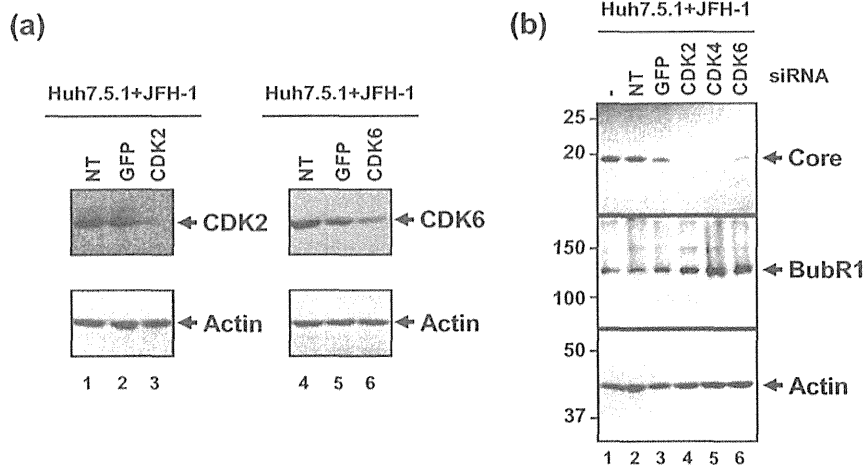 (a)
Huh7.5.1+JFH-1
NT GFP CDK2
CDK2
Actin
1 2 3
Huh7.5.1+JFH-1
NT GFP CDK6
CDK6
Actin
4 5 6
(b)
Huh7.5.1+JFH-1
- NT GFP CDK2 CDK4 CDK6 siRNA
25
20
Core
150
BubR1
100
50
Actin
37
1 2 3 4 5 6